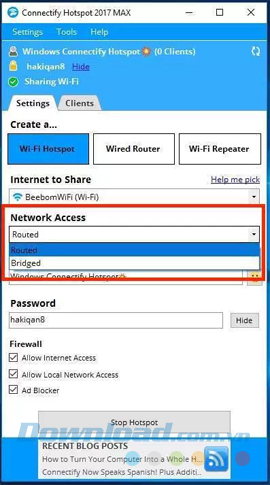 Connectify Hotspot 2017 MAX
Settings Tools Help
Windows Connectify Hotspot (0 Clients)
hakiqan8 Hide
Sharing Wi-Fi
Settings Clients
Create a...
Wi-Fi Hotspot Wired Router Wi-Fi Repeater
Internet to Share Help me pick
BeebomWiFi (Wi-Fi)
Network Access
Routed
Routed
Bridged
Windows Connectify Hotspot
Password
hakiqan8 Hide
Firewall
Allow Internet Access
Allow Local Network Access
Ad Blocker
Stop Hotspot
Download.com.vn
RECENT BLOG POSTS
How to Turn Your Computer Into a Whole H...
Connectify Now Speaks Spanish! Plus Additi...